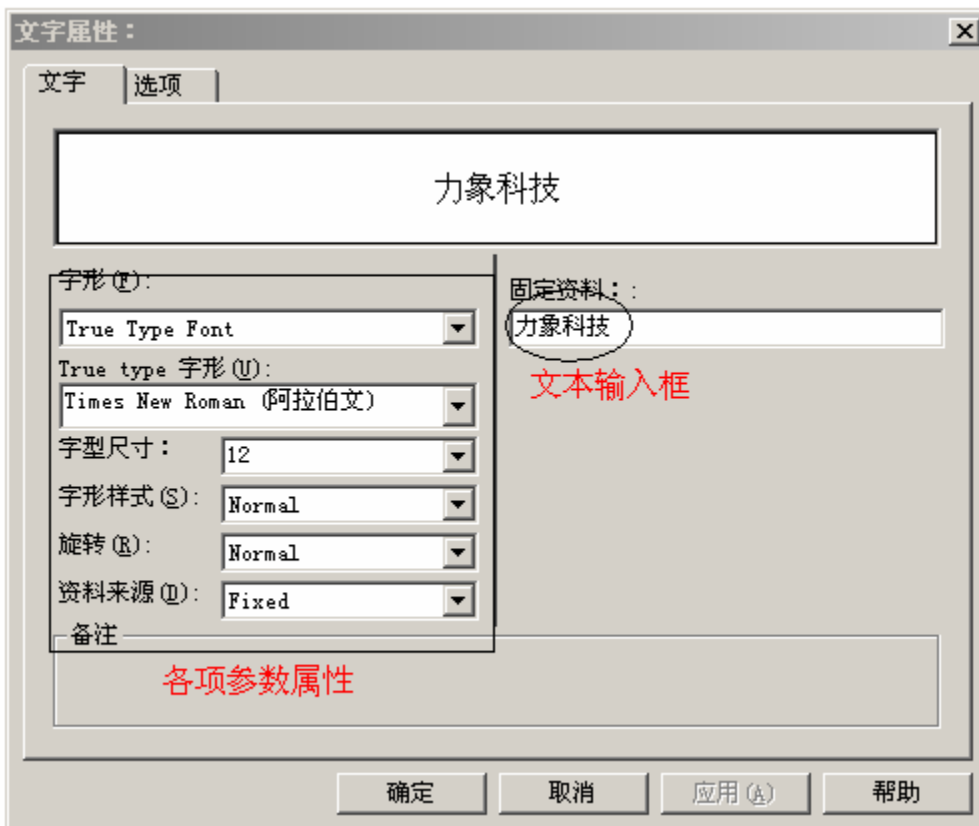 文字属性：
文字 选项
力象科技
字形(F):
True Type Font
True type 字形(U):
Times New Roman (阿拉伯文)
字型尺寸： 12
字形样式(S): Normal
旋转(R): Normal
资料来源(D): Fixed
固定资料：:
力象科技
文本输入框
备注
各项参数属性
确定 取消 应用(A) 帮助